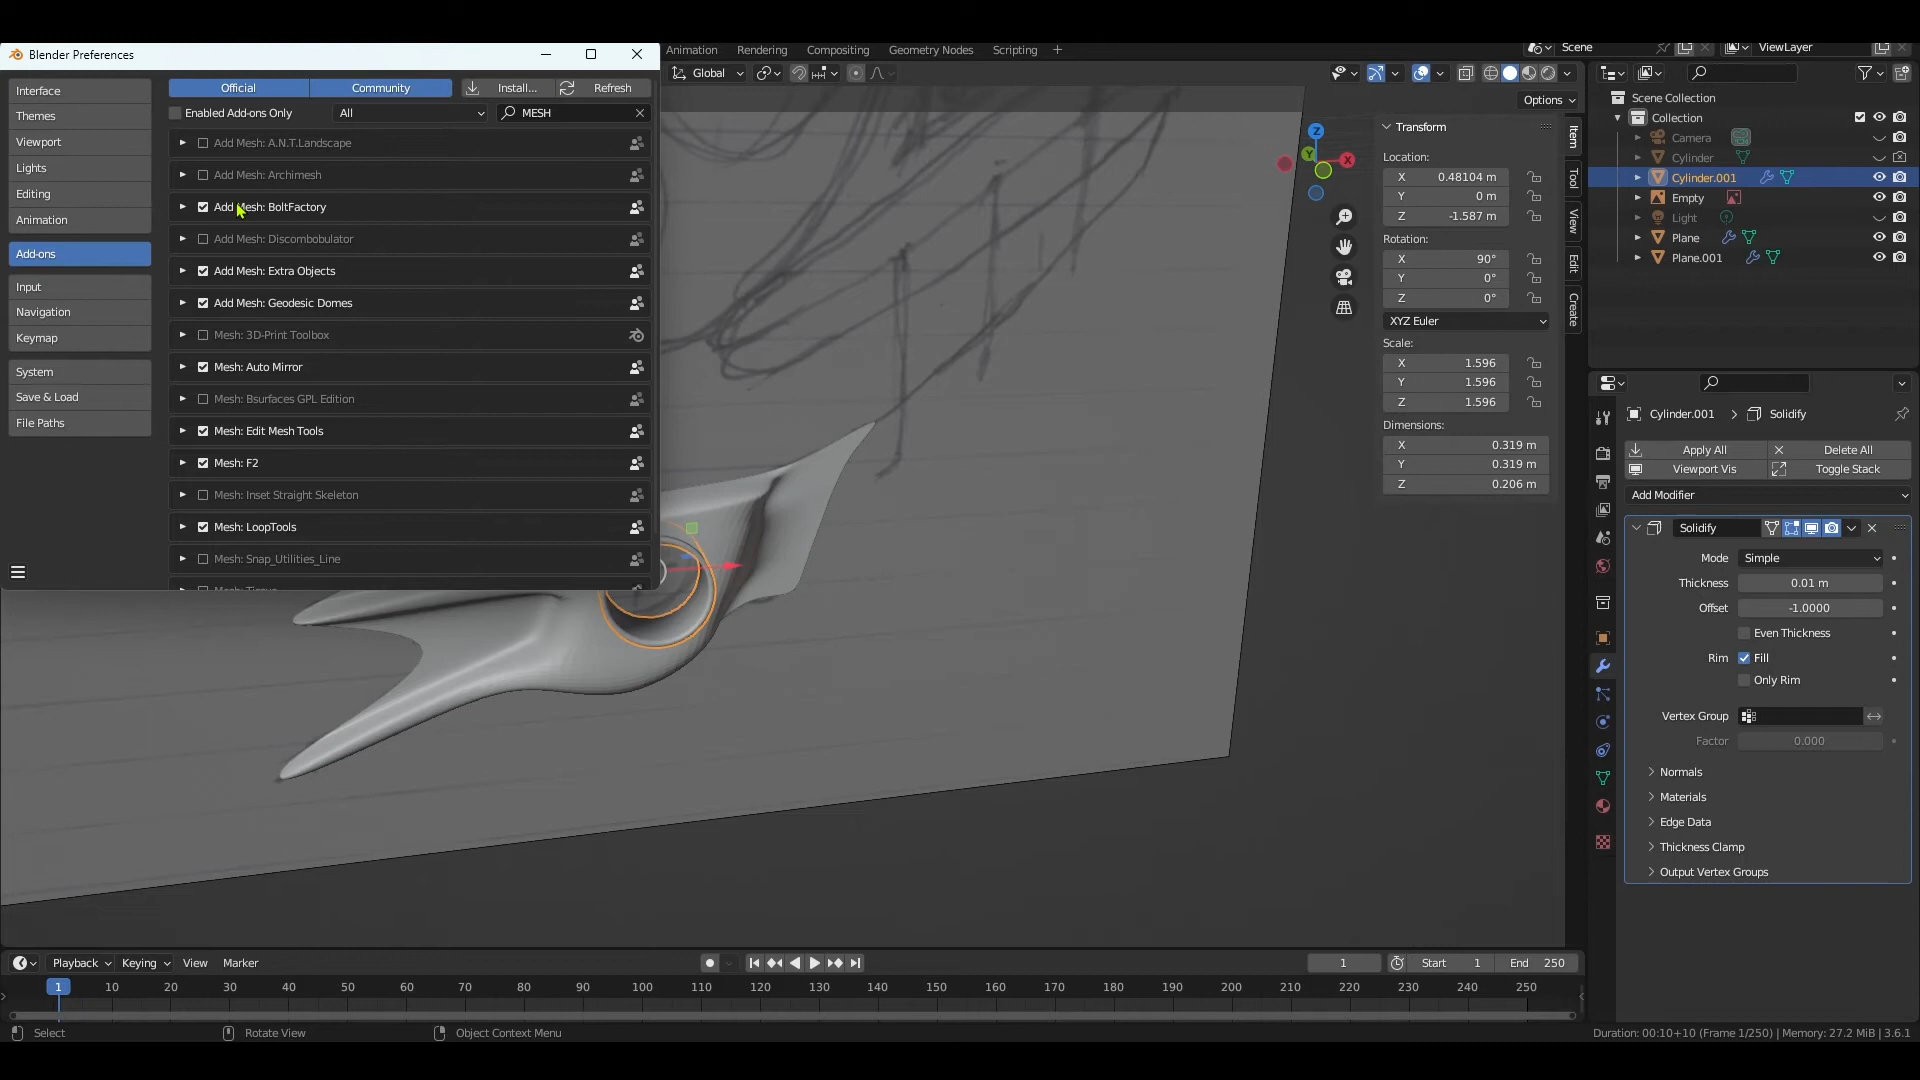 Blender Preferences
Animation Rendering Compositing Geometry Nodes Scripting +
Scene ViewLayer
Interface
Themes
Viewport
Lights
Editing
Animation
Add-ons
Input
Navigation
Keymap
System
Save & Load
File Paths
Official Community Install... Refresh
Enabled Add-ons Only All MESH
Add Mesh: A.N.T.Landscape
Add Mesh: Archimesh
Add Mesh: BoltFactory
Add Mesh: Discombobulator
Add Mesh: Extra Objects
Add Mesh: Geodesic Domes
Mesh: 3D-Print Toolbox
Mesh: Auto Mirror
Mesh: Bsurfaces GPL Edition
Mesh: Edit Mesh Tools
Mesh: F2
Mesh: Inset Straight Skeleton
Mesh: LoopTools
Mesh: Snap_Utilities_Line
Mesh: Tissue
Global
Options
Z
Y
X
Transform
Location:
X 0.48104 m
Y 0 m
Z -1.587 m
Rotation:
X 90°
Y 0°
Z 0°
XYZ Euler
Scale:
X 1.596
Y 1.596
Z 1.596
Dimensions:
X 0.319 m
Y 0.319 m
Z 0.206 m
Item
Tool
View
Edit
Create
Scene Collection
Collection
Camera
Cylinder
Cylinder.001
Empty
Light
Plane
Plane.001
Cylinder.001 > Solidify
Apply All Delete All
Viewport Vis Toggle Stack
Add Modifier
Solidify
Mode Simple
Thickness 0.01 m
Offset -1.0000
Even Thickness
Rim Fill
Only Rim
Vertex Group
Factor 0.000
Normals
Materials
Edge Data
Thickness Clamp
Output Vertex Groups
Playback Keying View Marker
1 Start 1 End 250
1 10 20 30 40 50 60 70 80 90 100 110 120 130 140 150 160 170 180 190 200 210 220 230 240 250
Select Rotate View Object Context Menu
Duration: 00:10+10 (Frame 1/250) | Memory: 27.2 MiB | 3.6.1